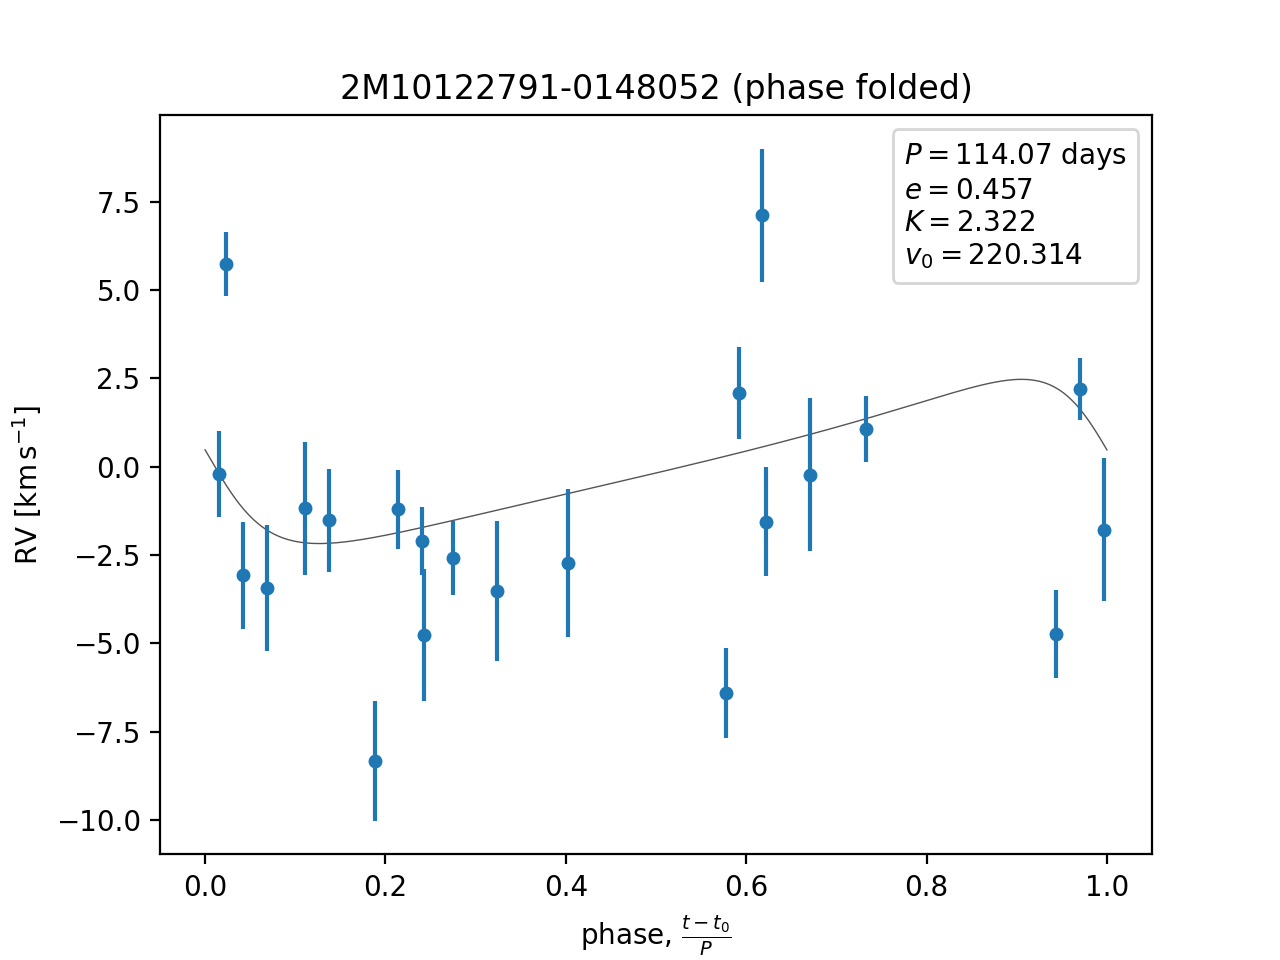 2M10122791-0148052 (phase folded)
P = 114.07 days
e = 0.457
K = 2.322
v₀ = 220.314
RV [km s⁻¹]
7.5
5.0
2.5
0.0
−2.5
−5.0
−7.5
−10.0
0.0 0.2 0.4 0.6 0.8 1.0
phase, (t − t₀)/P